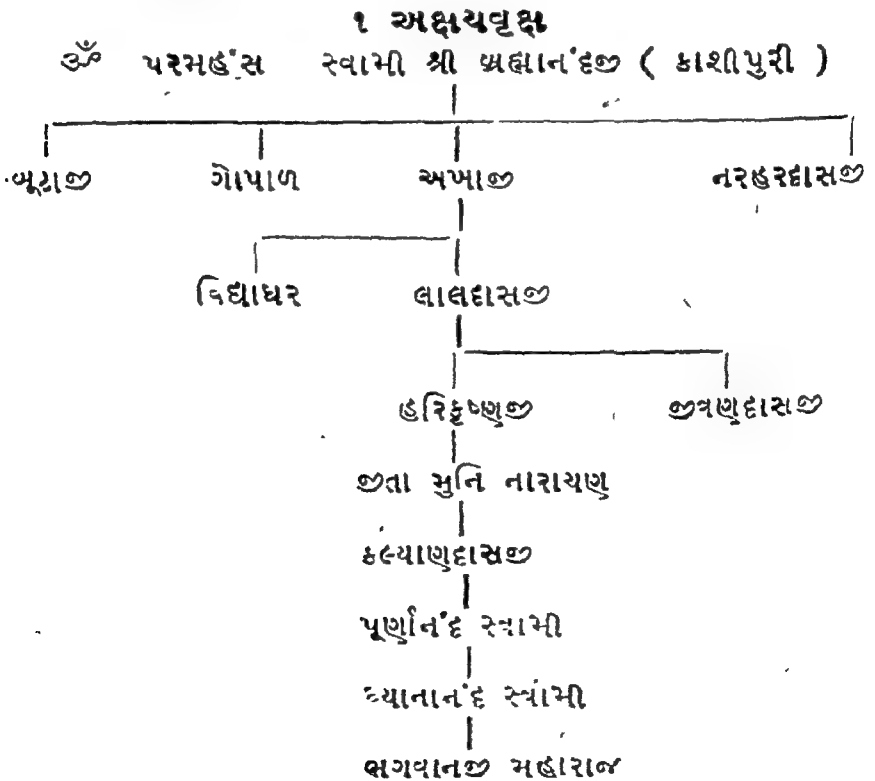 ૧ અક્ષયવૃક્ષ
ૐ પરમહંસ સ્વામી શ્રી બ્રહ્માનંદજી ( કાશીપુરી )
બૂટાજી ગોપાળ અખાજી નરહરદાસજી
વિદ્યાધર લાલદાસજી
હરિકૃષ્ણજી જીવણદાસજી
જીતા મુનિ નારાયણ
કલ્યાણદાસજી
પૂર્ણાનંદ સ્વામી
ધ્યાનાનંદ સ્વામી
ભગવાનજી મહારાજ